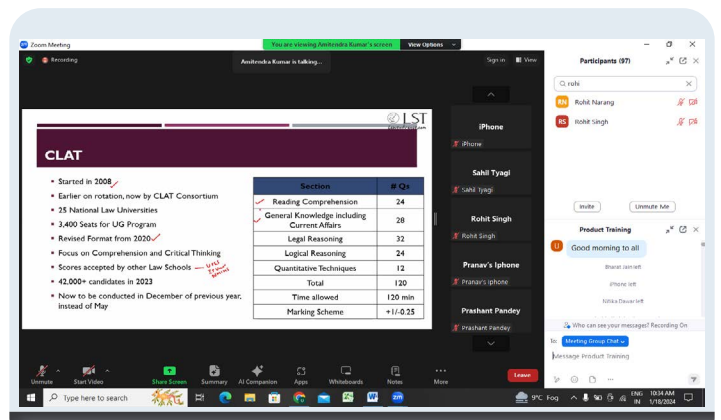 Zoom Meeting
You are viewing Amitendra Kumar's screen View Options
Recording
Amitendra Kumar is talking...
Sign in View
LST
CLAT
Started in 2008
Earlier on rotation, now by CLAT Consortium
25 National Law Universities
3,400 Seats for UG Program
Revised Format from 2020
Focus on Comprehension and Critical Thinking
Scores accepted by other Law Schools
42,000+ candidates in 2023
Now to be conducted in December of previous year, instead of May
Section # Qs
Reading Comprehension 24
General Knowledge including Current Affairs 28
Legal Reasoning 32
Logical Reasoning 24
Quantitative Techniques 12
Total 120
Time allowed 120 min
Marking Scheme +1/-0.25
iPhone
iPhone
Sahil Tyagi
Sahil Tyagi
Rohit Singh
Rohit Singh
Pranav's Iphone
Pranav's Iphone
Prashant Pandey
Prashant Pandey
Participants (97)
rohi
RN Rohit Narang
RS Rohit Singh
Invite Unmute Me
Product Training
U Good morning to all
Bharat Jain left
iPhone left
Nitika Dawar left
Who can see your messages? Recording On
To: Meeting Group Chat
Message Product Training
Unmute Start Video Share Screen Summary AI Companion Apps Whiteboards Notes More Leave
Type here to search
9°C Fog
ENG
IN
10:34 AM
1/18/2024